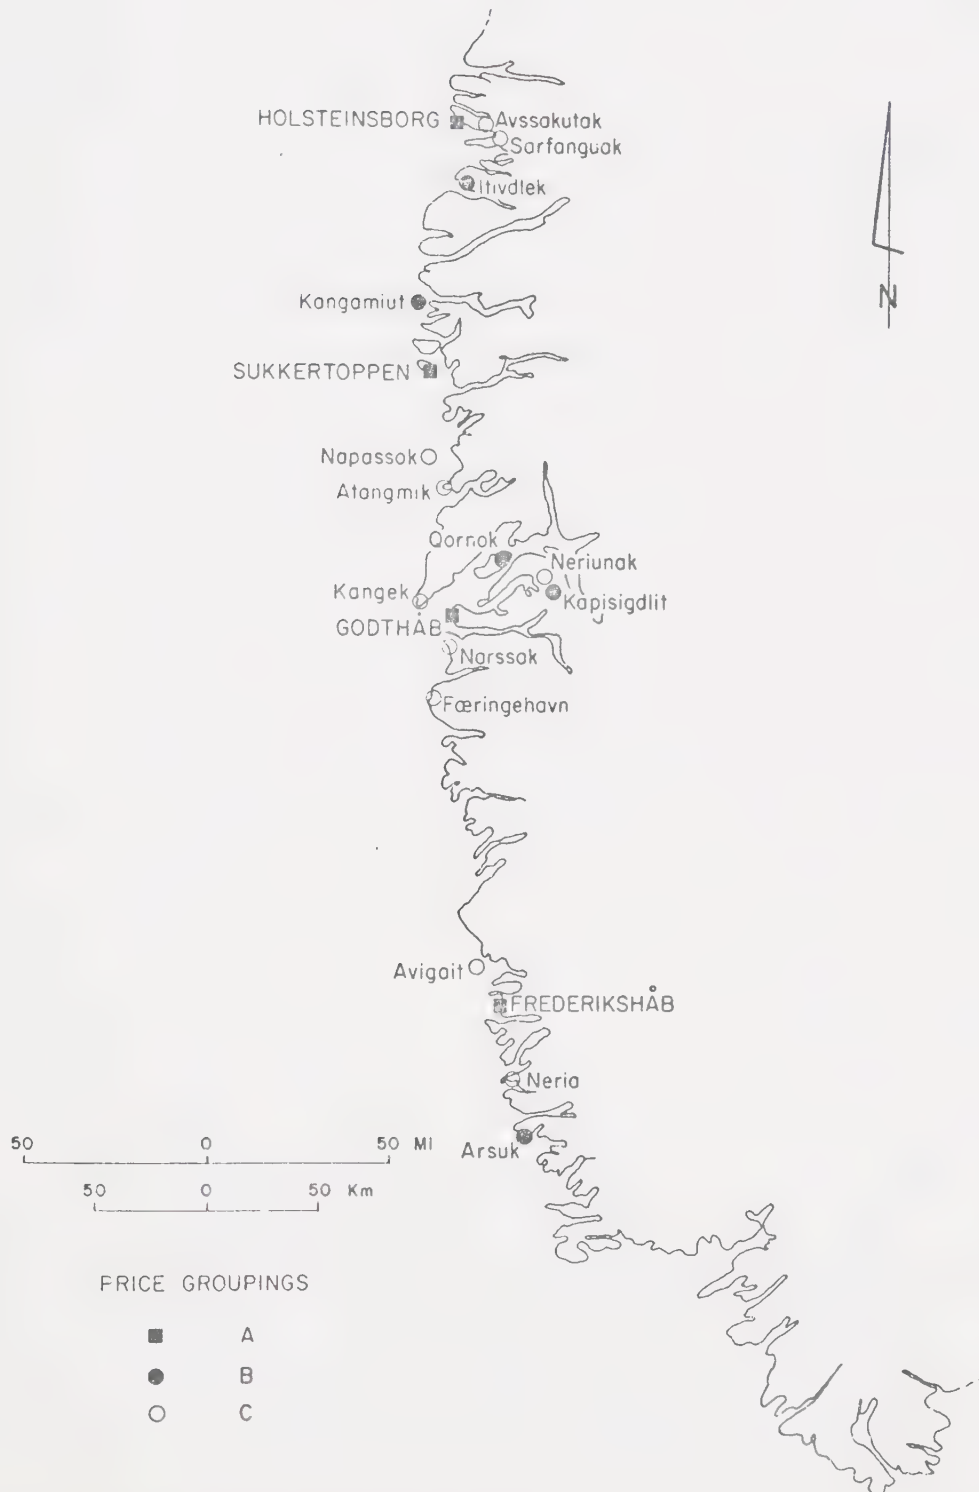 HOLSTEINSBORG
Avssakutak
Sarfanguak
Itivdlek
Kangamiut
N
SUKKERTOPPEN
Napassok
Atangmik
Qornok
Neriunak
Kangek
Kapisigdlit
GODTHÅB
Narssak
Færingehavn
Avigait
FREDERIKSHÅB
Neria
50 0 50 MI
Arsuk
50 0 50 Km
PRICE GROUPINGS
A
B
C